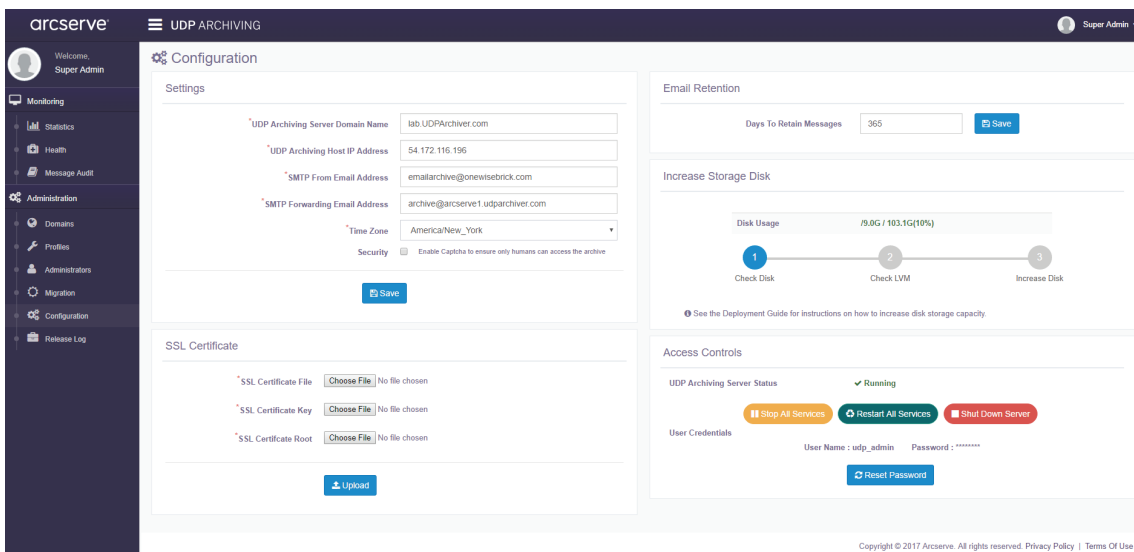 arcserve®
UDP ARCHIVING
Super Admin
Welcome,
Super Admin
Monitoring
Statistics
Health
Message Audit
Administration
Domains
Profiles
Administrators
Migration
Configuration
Release Log
Configuration
Settings
*UDP Archiving Server Domain Name lab.UDPArchiver.com
*UDP Archiving Host IP Address 54.172.116.196
*SMTP From Email Address emailarchive@onewisebrick.com
*SMTP Forwarding Email Address archive@arcserve1.udparchiver.com
*Time Zone America/New_York
Security Enable Captcha to ensure only humans can access the archive
Save
SSL Certificate
*SSL Certificate File Choose File No file chosen
*SSL Certificate Key Choose File No file chosen
*SSL Certifcate Root Choose File No file chosen
Upload
Email Retention
Days To Retain Messages 365 Save
Increase Storage Disk
Disk Usage /9.0G / 103.1G(10%)
1 2 3
Check Disk Check LVM Increase Disk
See the Deployment Guide for instructions on how to increase disk storage capacity.
Access Controls
UDP Archiving Server Status Running
Stop All Services Restart All Services Shut Down Server
User Credentials
User Name : udp_admin Password : ********
Reset Password
Copyright © 2017 Arcserve. All rights reserved. Privacy Policy | Terms Of Use